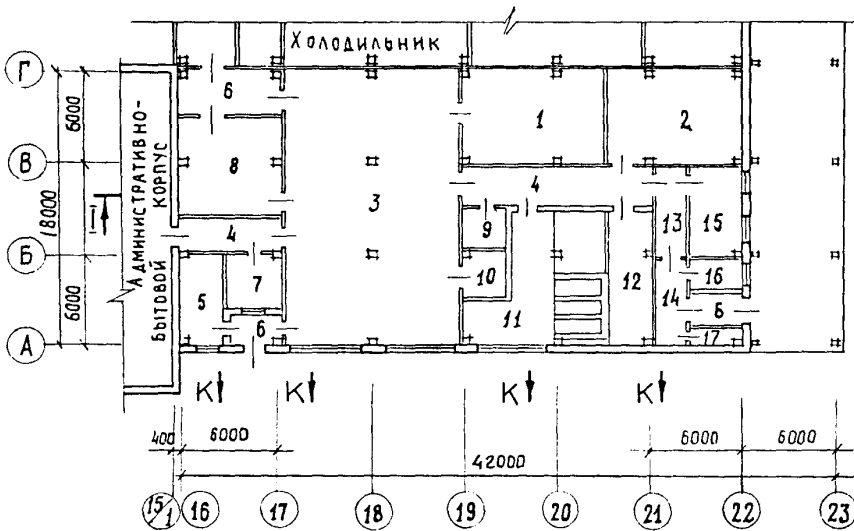 Холодильник
Г
6
1
2
6000
Административно-
В
8
4
3
18000
I
13
15
9
4
Б
7
10
16
12
5
14
Б
6000
бытовой корпус
6
11
17
А
К К К К
400 6000 6000 6000
42000
15/1 16 17 18 19 20 21 22 23